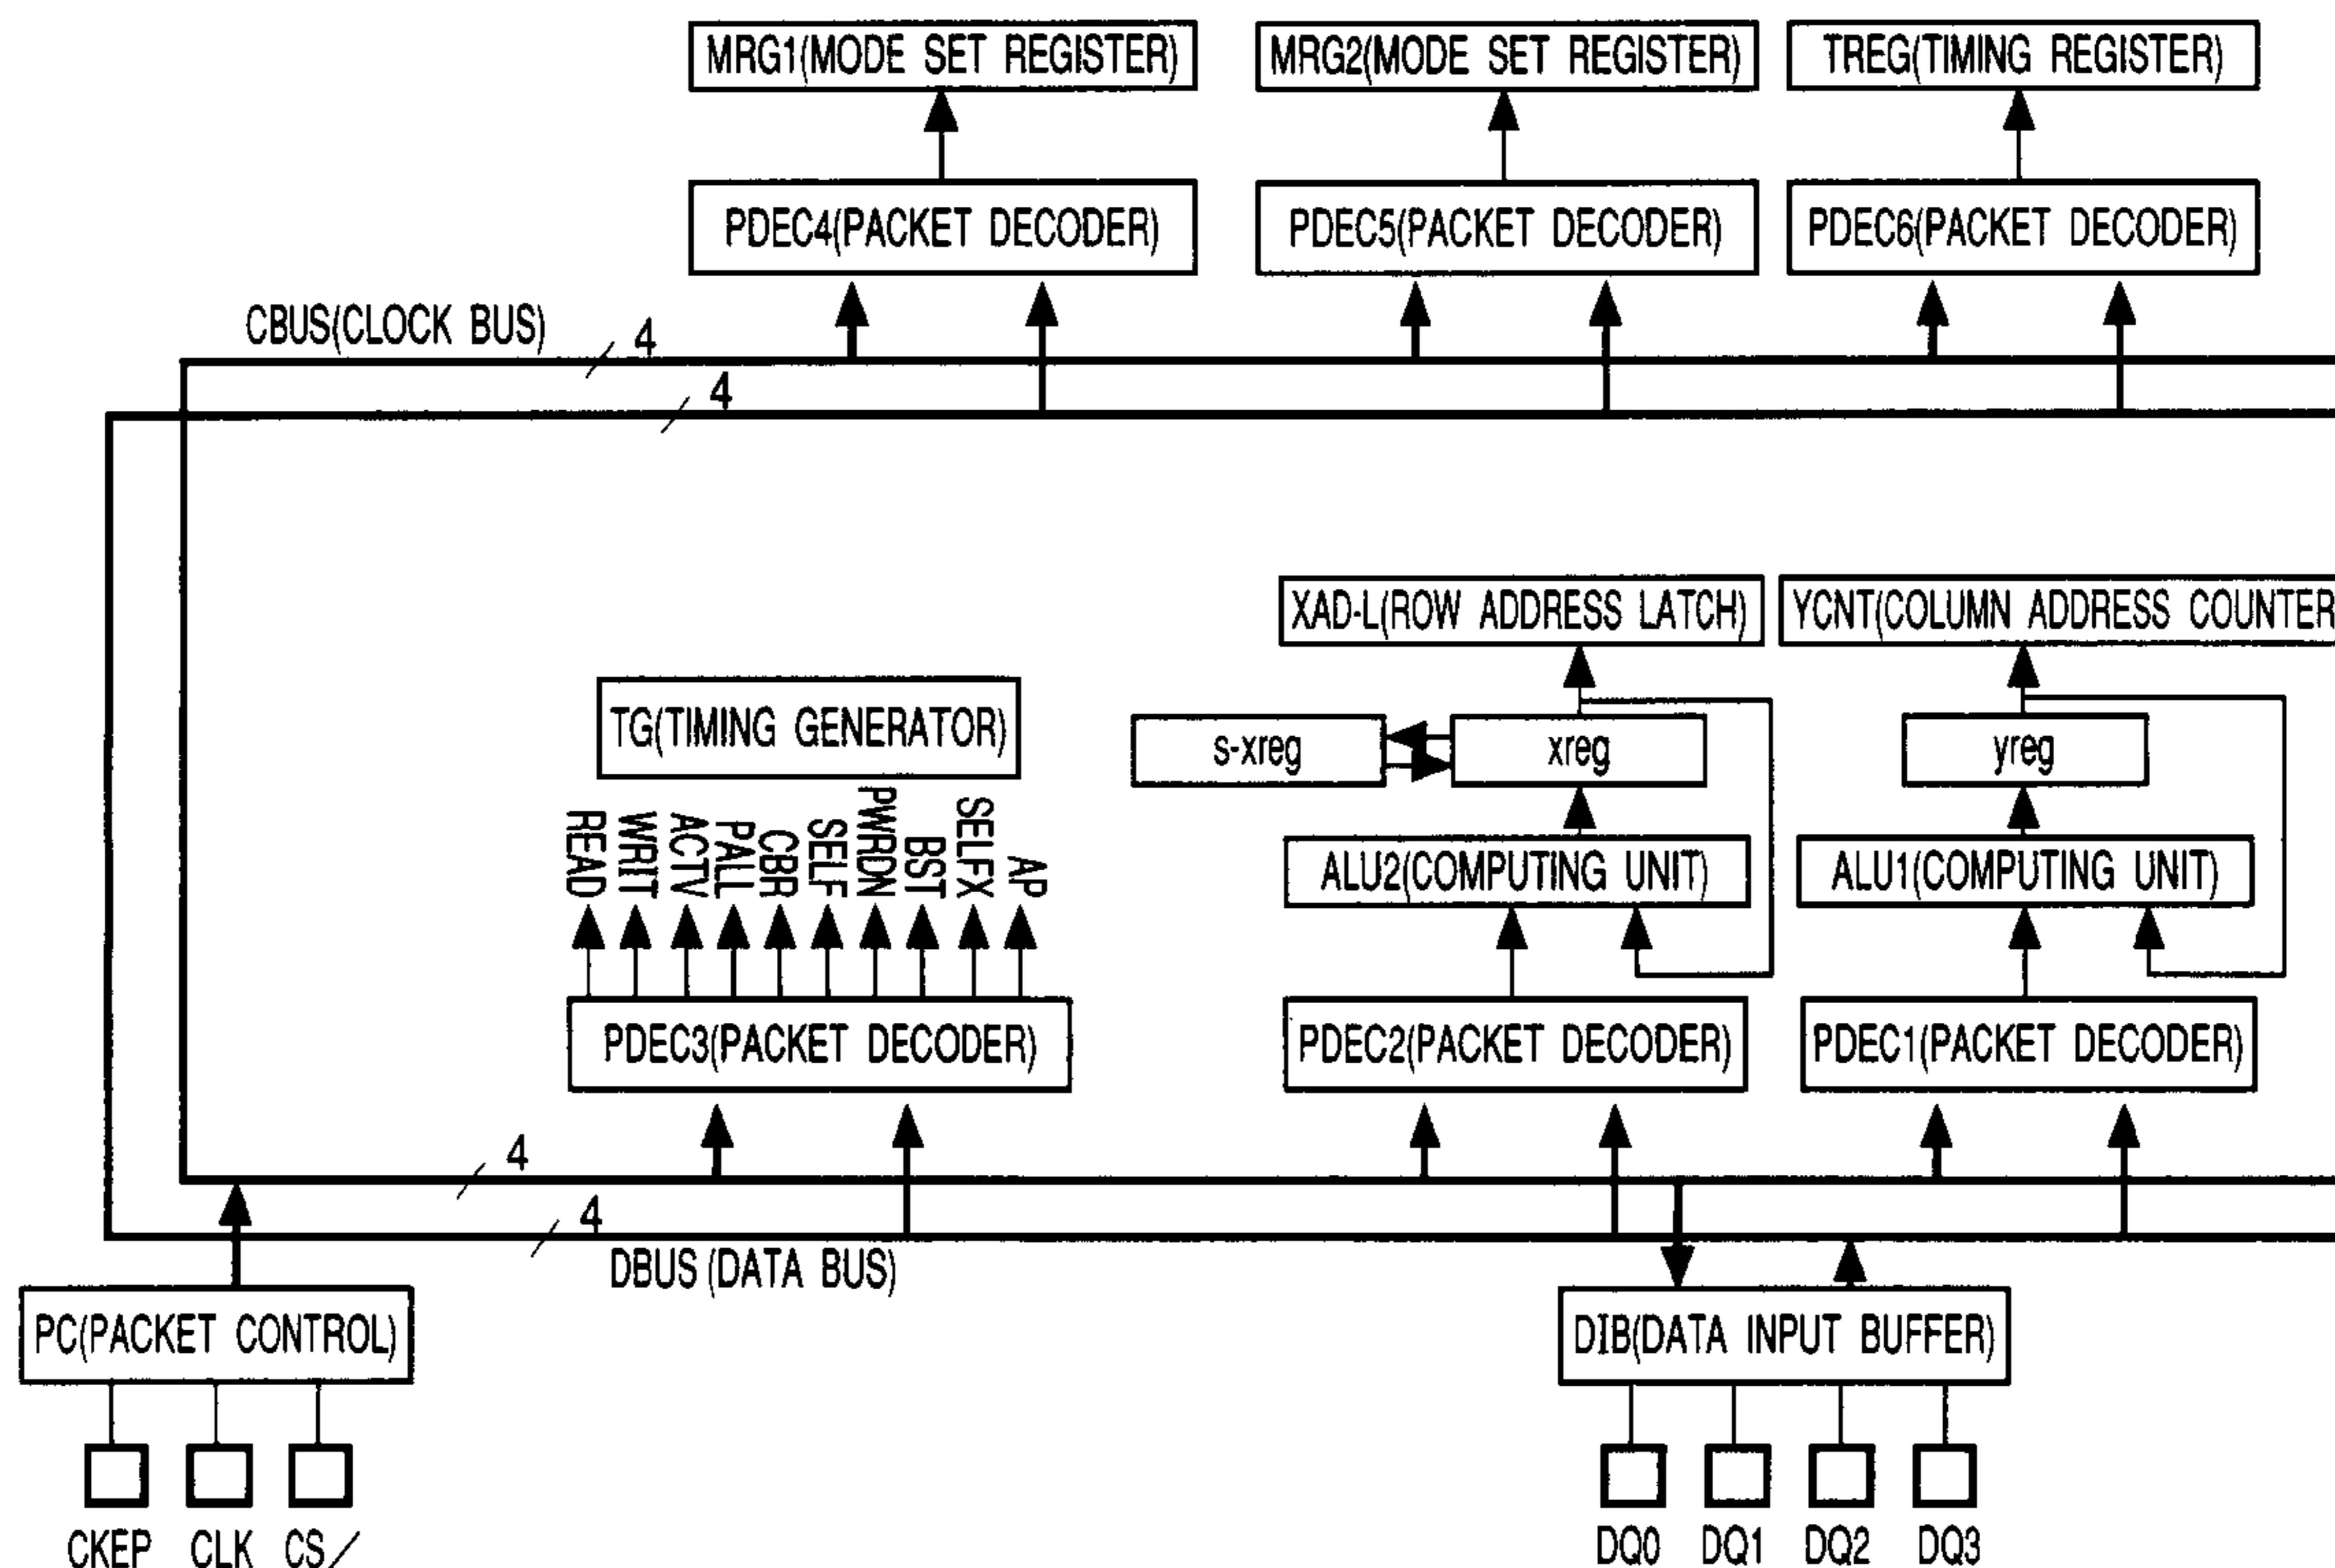 MRG1(MODE SET REGISTER)
MRG2(MODE SET REGISTER)
TREG(TIMING REGISTER)
PDEC4(PACKET DECODER)
PDEC5(PACKET DECODER)
PDEC6(PACKET DECODER)
CBUS(CLOCK BUS)
4
4
XAD-L(ROW ADDRESS LATCH)
YCNT(COLUMN ADDRESS COUNTER
TG(TIMING GENERATOR)
s-xreg
xreg
yreg
READ
WRIT
ACTV
PALL
CBR
SELF
PWRDN
BST
SELFX
AP
ALU2(COMPUTING UNIT)
ALU1(COMPUTING UNIT)
PDEC3(PACKET DECODER)
PDEC2(PACKET DECODER)
PDEC1(PACKET DECODER)
4
4
DBUS(DATA BUS)
PC(PACKET CONTROL)
DIB(DATA INPUT BUFFER)
CKEP
CLK
CS/
DQ0
DQ1
DQ2
DQ3